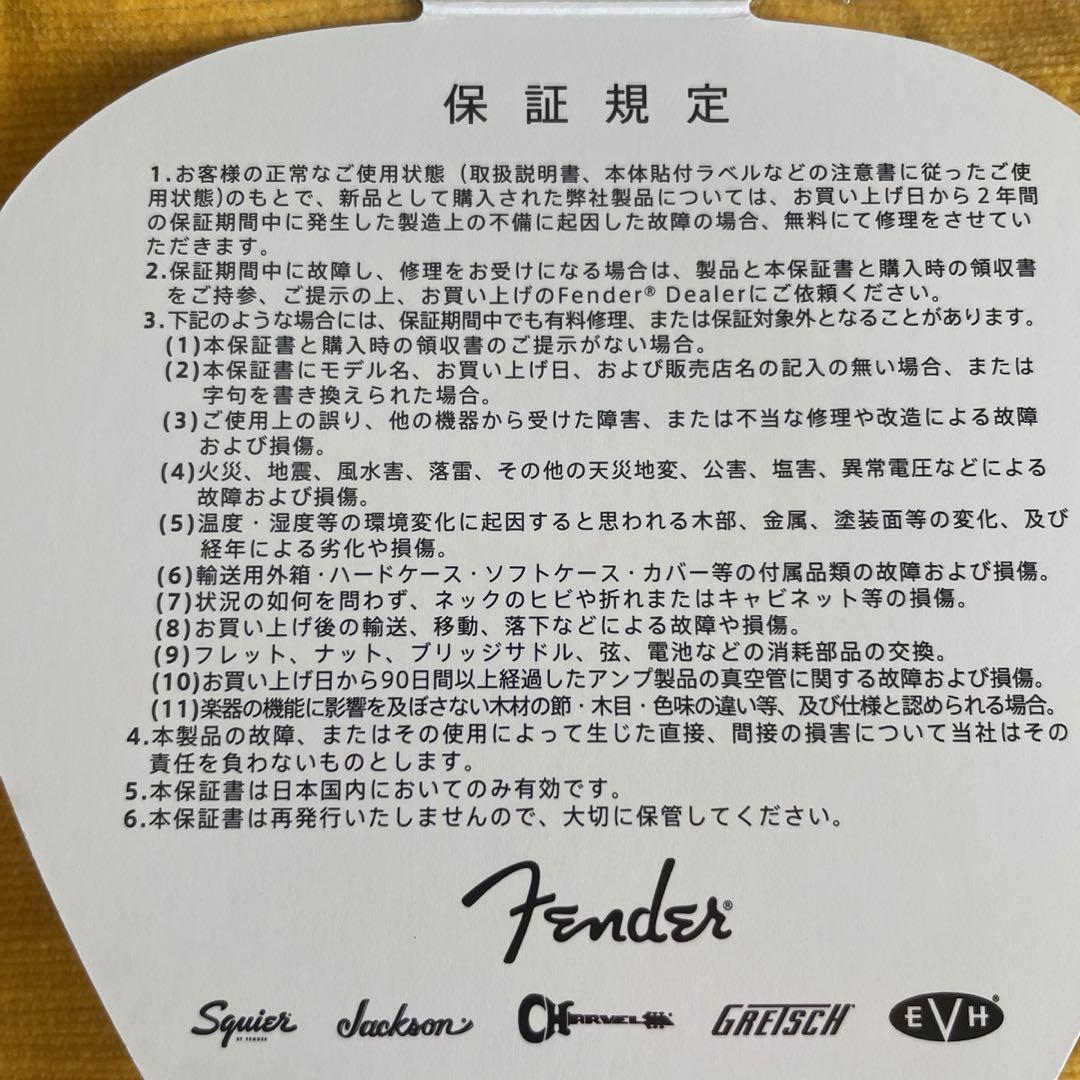 保証規定
1.お客様の正常なご使用状態（取扱説明書、本体貼付ラベルなどの注意書に従ったご使
用状態)のもとで、新品として購入された弊社製品については、お買い上げ日から２年間
の保証期間中に発生した製造上の不備に起因した故障の場合、無料にて修理をさせてい
ただきます。
2.保証期間中に故障し、修理をお受けになる場合は、製品と本保証書と購入時の領収書
をご持参、ご提示の上、お買い上げのFender® Dealerにご依頼ください。
3.下記のような場合には、保証期間中でも有料修理、または保証対象外となることがあります。
(1)本保証書と購入時の領収書のご提示がない場合。
(2)本保証書にモデル名、お買い上げ日、および販売店名の記入の無い場合、または
字句を書き換えられた場合。
(3)ご使用上の誤り、他の機器から受けた障害、または不当な修理や改造による故障
および損傷。
(4)火災、地震、風水害、落雷、その他の天災地変、公害、塩害、異常電圧などによる
故障および損傷。
(5)温度・湿度等の環境変化に起因すると思われる木部、金属、塗装面等の変化、及び
経年による劣化や損傷。
(6)輸送用外箱・ハードケース・ソフトケース・カバー等の付属品類の故障および損傷。
(7)状況の如何を問わず、ネックのヒビや折れまたはキャビネット等の損傷。
(8)お買い上げ後の輸送、移動、落下などによる故障や損傷。
(9)フレット、ナット、ブリッジサドル、弦、電池などの消耗部品の交換。
(10)お買い上げ日から90日間以上経過したアンプ製品の真空管に関する故障および損傷。
(11)楽器の機能に影響を及ぼさない木材の節・木目・色味の違い等、及び仕様と認められる場合。
4.本製品の故障、またはその使用によって生じた直接、間接の損害について当社はその
責任を負わないものとします。
5.本保証書は日本国内においてのみ有効です。
6.本保証書は再発行いたしませんので、大切に保管してください。
Fender®
Squier BY FENDER Jackson CHARVEL GRETSCH EVH